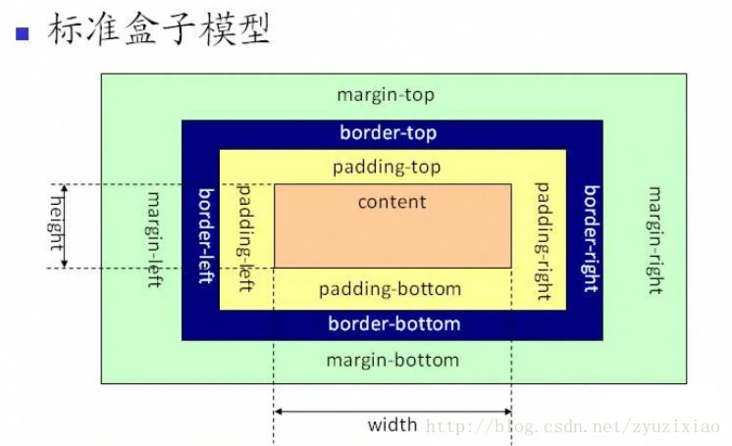 标准盒子模型
margin-top
border-top
padding-top
content
height
margin-left
border-left
padding-left
padding-right
border-right
margin-right
padding-bottom
border-bottom
margin-bottom
width
http://blog.csdn.net/zyuzixiao